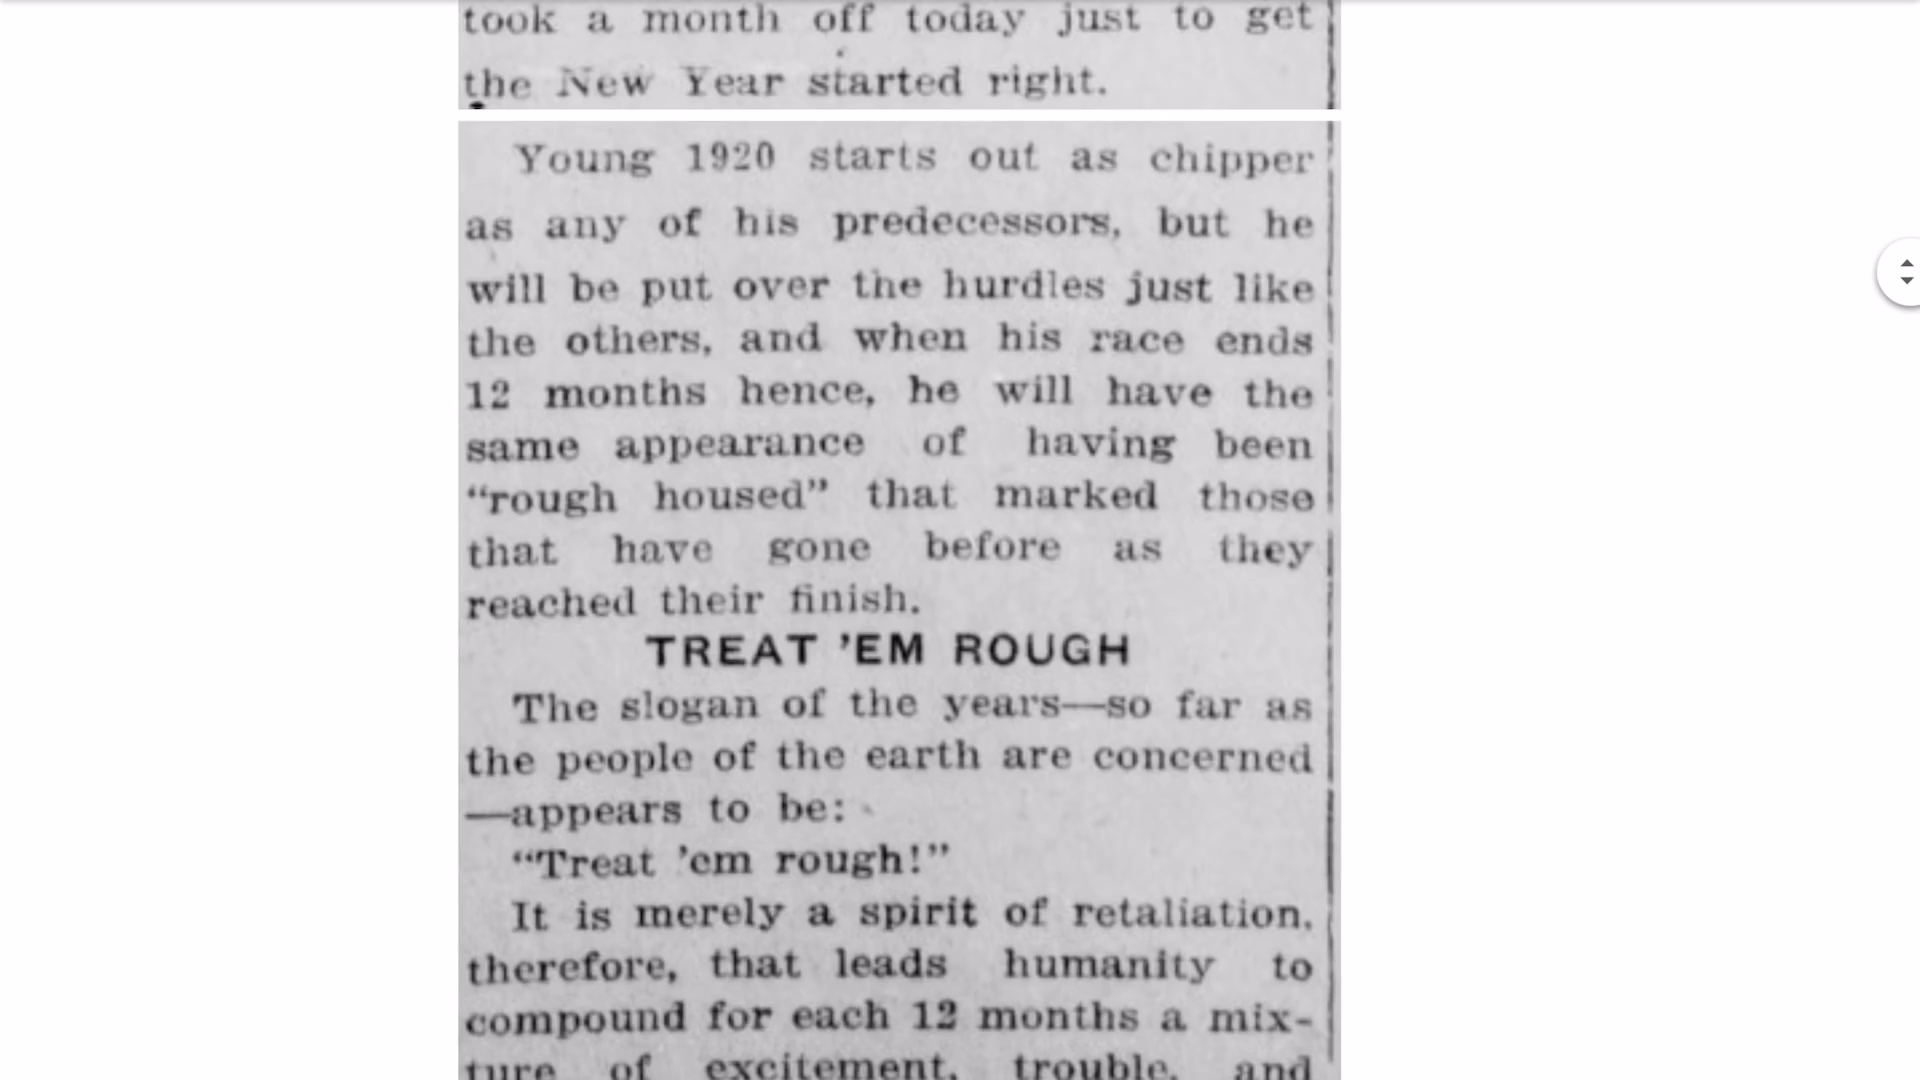 took a month off today just to get
the New Year started right.
Young 1920 starts out as chipper
as any of his predecessors, but he
will be put over the hurdles just like
the others, and when his race ends
12 months hence, he will have the
same appearance of having been
“rough housed” that marked those
that have gone before as they
reached their finish.
TREAT ’EM ROUGH
The slogan of the years—so far as
the people of the earth are concerned
—appears to be:
“Treat ’em rough!”
It is merely a spirit of retaliation,
therefore, that leads humanity to
compound for each 12 months a mix-
ture of excitement, trouble, and